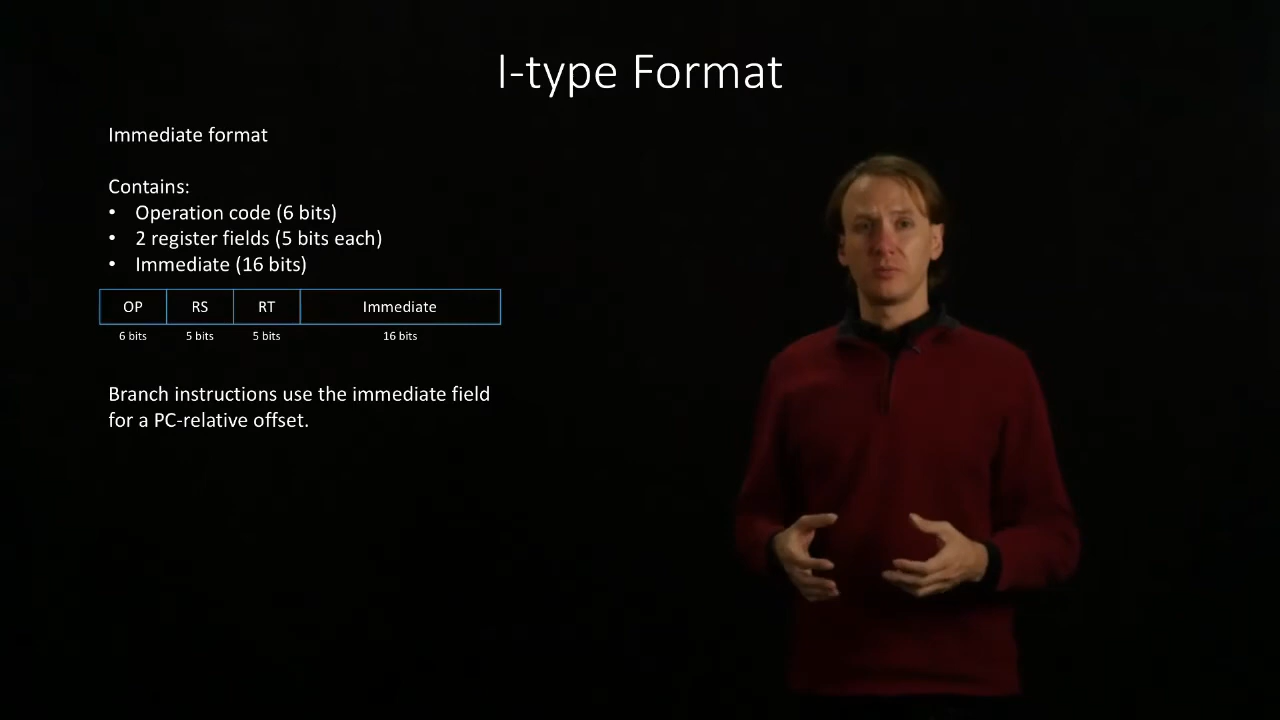 I-type Format
Immediate format
Contains:
• Operation code (6 bits)
• 2 register fields (5 bits each)
• Immediate (16 bits)
OP RS RT Immediate
6 bits 5 bits 5 bits 16 bits
Branch instructions use the immediate field
for a PC-relative offset.